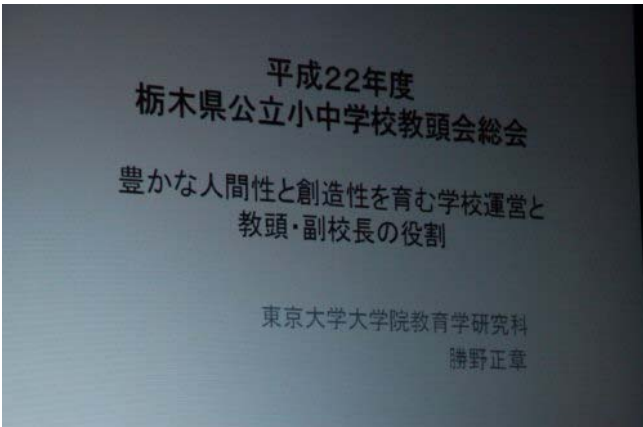 平成22年度
栃木県公立小中学校教頭会総会
豊かな人間性と創造性を育む学校運営と
教頭・副校長の役割
東京大学大学院教育学研究科
勝野正章